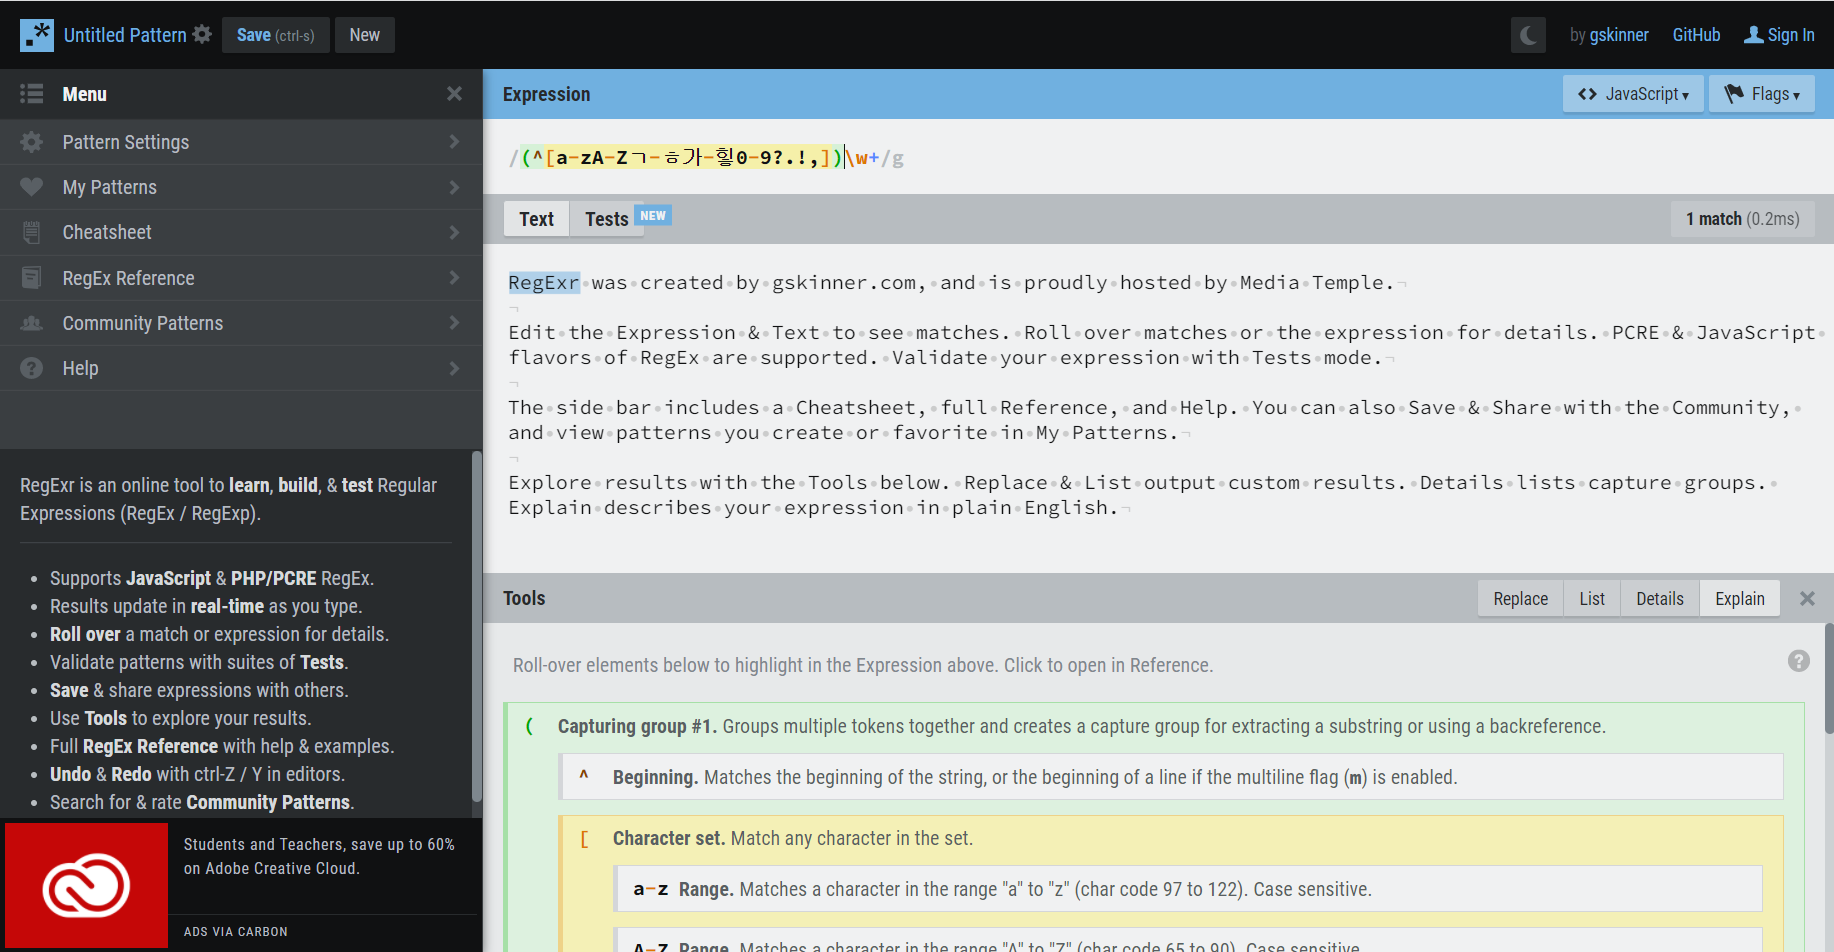 Untitled Pattern
Save (ctrl-s)
New
by gskinner
GitHub
Sign In
Menu
Pattern Settings
My Patterns
Cheatsheet
RegEx Reference
Community Patterns
Help
RegExr is an online tool to learn, build, & test Regular
Expressions (RegEx / RegExp).
• Supports JavaScript & PHP/PCRE RegEx.
• Results update in real-time as you type.
• Roll over a match or expression for details.
• Validate patterns with suites of Tests.
• Save & share expressions with others.
• Use Tools to explore your results.
• Full RegEx Reference with help & examples.
• Undo & Redo with ctrl-Z / Y in editors.
• Search for & rate Community Patterns.
Students and Teachers, save up to 60%
on Adobe Creative Cloud.
ADS VIA CARBON
Expression
<> JavaScript ▾
Flags ▾
/(^[a-zA-Zㄱ-ㅎ가-힣0-9?.!,])\w+/g
Text
Tests NEW
1 match (0.2ms)
RegExr was created by gskinner.com, and is proudly hosted by Media Temple.
Edit the Expression & Text to see matches. Roll over matches or the expression for details. PCRE & JavaScript
flavors of RegEx are supported. Validate your expression with Tests mode.
The side bar includes a Cheatsheet, full Reference, and Help. You can also Save & Share with the Community,
and view patterns you create or favorite in My Patterns.
Explore results with the Tools below. Replace & List output custom results. Details lists capture groups.
Explain describes your expression in plain English.
Tools
Replace
List
Details
Explain
Roll-over elements below to highlight in the Expression above. Click to open in Reference.
( Capturing group #1. Groups multiple tokens together and creates a capture group for extracting a substring or using a backreference.
^ Beginning. Matches the beginning of the string, or the beginning of a line if the multiline flag (m) is enabled.
[ Character set. Match any character in the set.
a-z Range. Matches a character in the range "a" to "z" (char code 97 to 122). Case sensitive.
A-Z Range. Matches a character in the range "A" to "Z" (char code 65 to 90). Case sensitive.